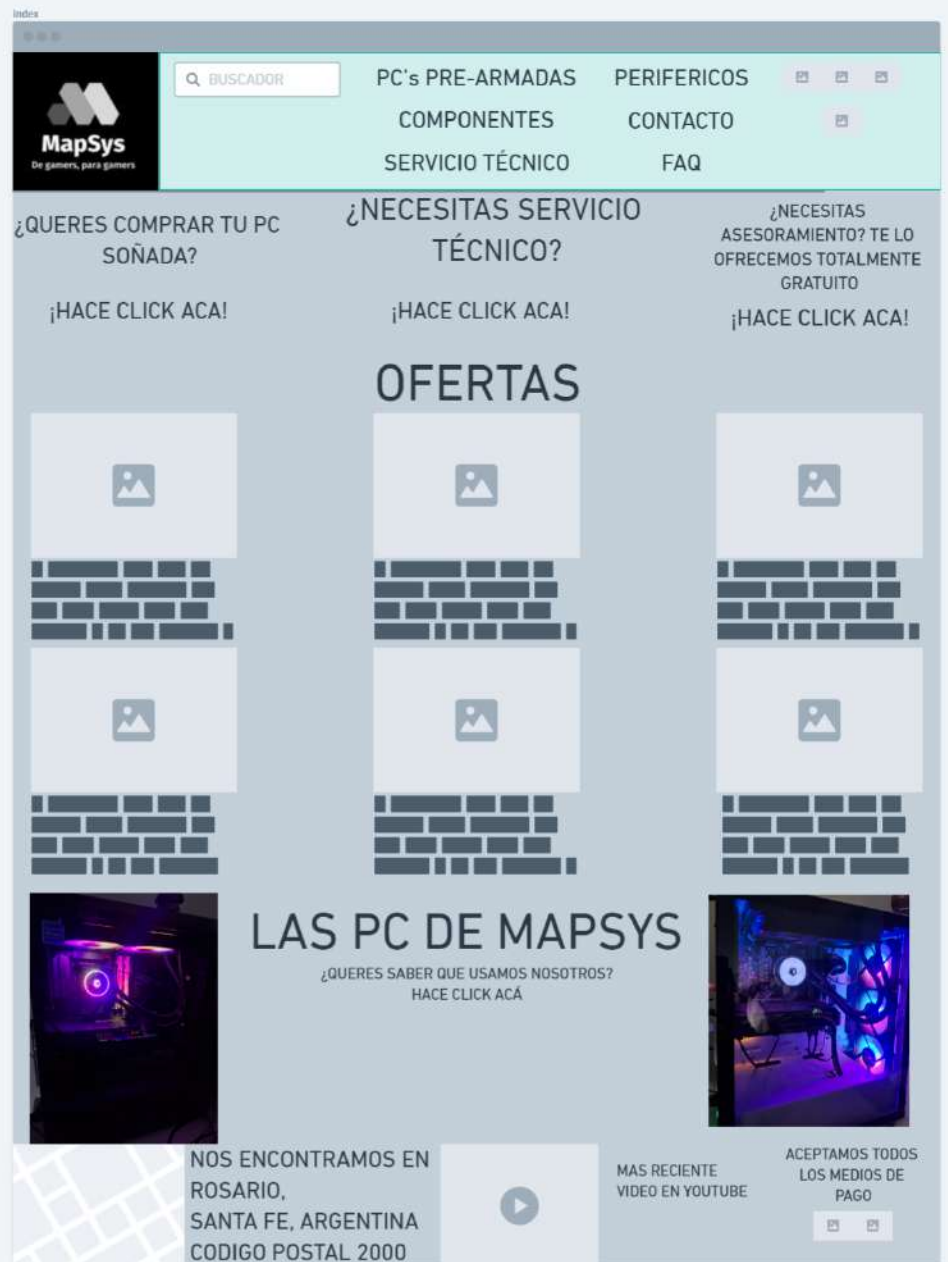 index
MapSys
De gamers, para gamers
BUSCADOR
PC's PRE-ARMADAS
PERIFERICOS
COMPONENTES
CONTACTO
SERVICIO TÉCNICO
FAQ
¿QUERES COMPRAR TU PC
SOÑADA?
¡HACE CLICK ACA!
¿NECESITAS SERVICIO
TÉCNICO?
¡HACE CLICK ACA!
¿NECESITAS
ASESORAMIENTO? TE LO
OFRECEMOS TOTALMENTE
GRATUITO
¡HACE CLICK ACA!
OFERTAS
LAS PC DE MAPSYS
¿QUERES SABER QUE USAMOS NOSOTROS?
HACE CLICK ACÁ
NOS ENCONTRAMOS EN
ROSARIO,
SANTA FE, ARGENTINA
CODIGO POSTAL 2000
MAS RECIENTE
VIDEO EN YOUTUBE
ACEPTAMOS TODOS
LOS MEDIOS DE
PAGO